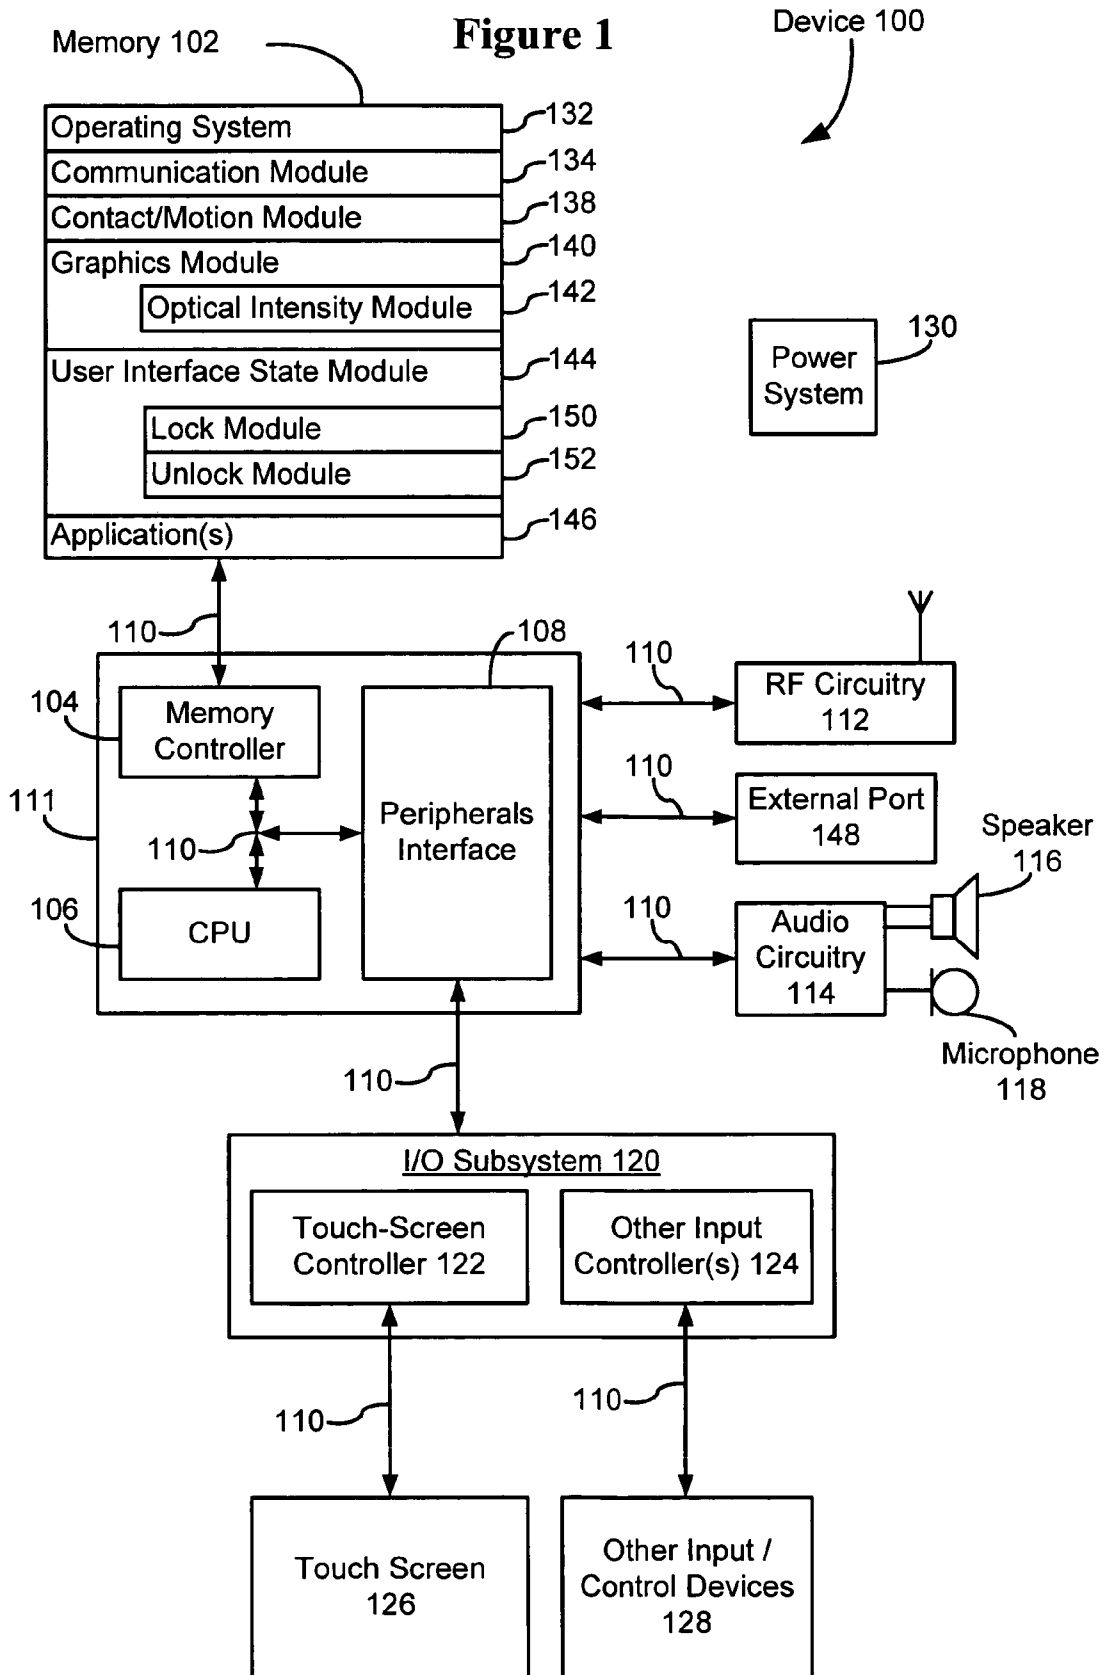 Figure 1
Memory 102
Device 100
Operating System
132
Communication Module
134
Contact/Motion Module
138
Graphics Module
140
Optical Intensity Module
142
User Interface State Module
144
Lock Module
150
Unlock Module
152
Application(s)
146
Power
System
130
110
108
104
Memory
Controller
111
110
106
CPU
Peripherals
Interface
110
RF Circuitry
112
110
External Port
148
Speaker
116
110
Audio
Circuitry
114
Microphone
118
110
I/O Subsystem 120
Touch-Screen
Controller 122
Other Input
Controller(s) 124
110
110
Touch Screen
126
Other Input /
Control Devices
128